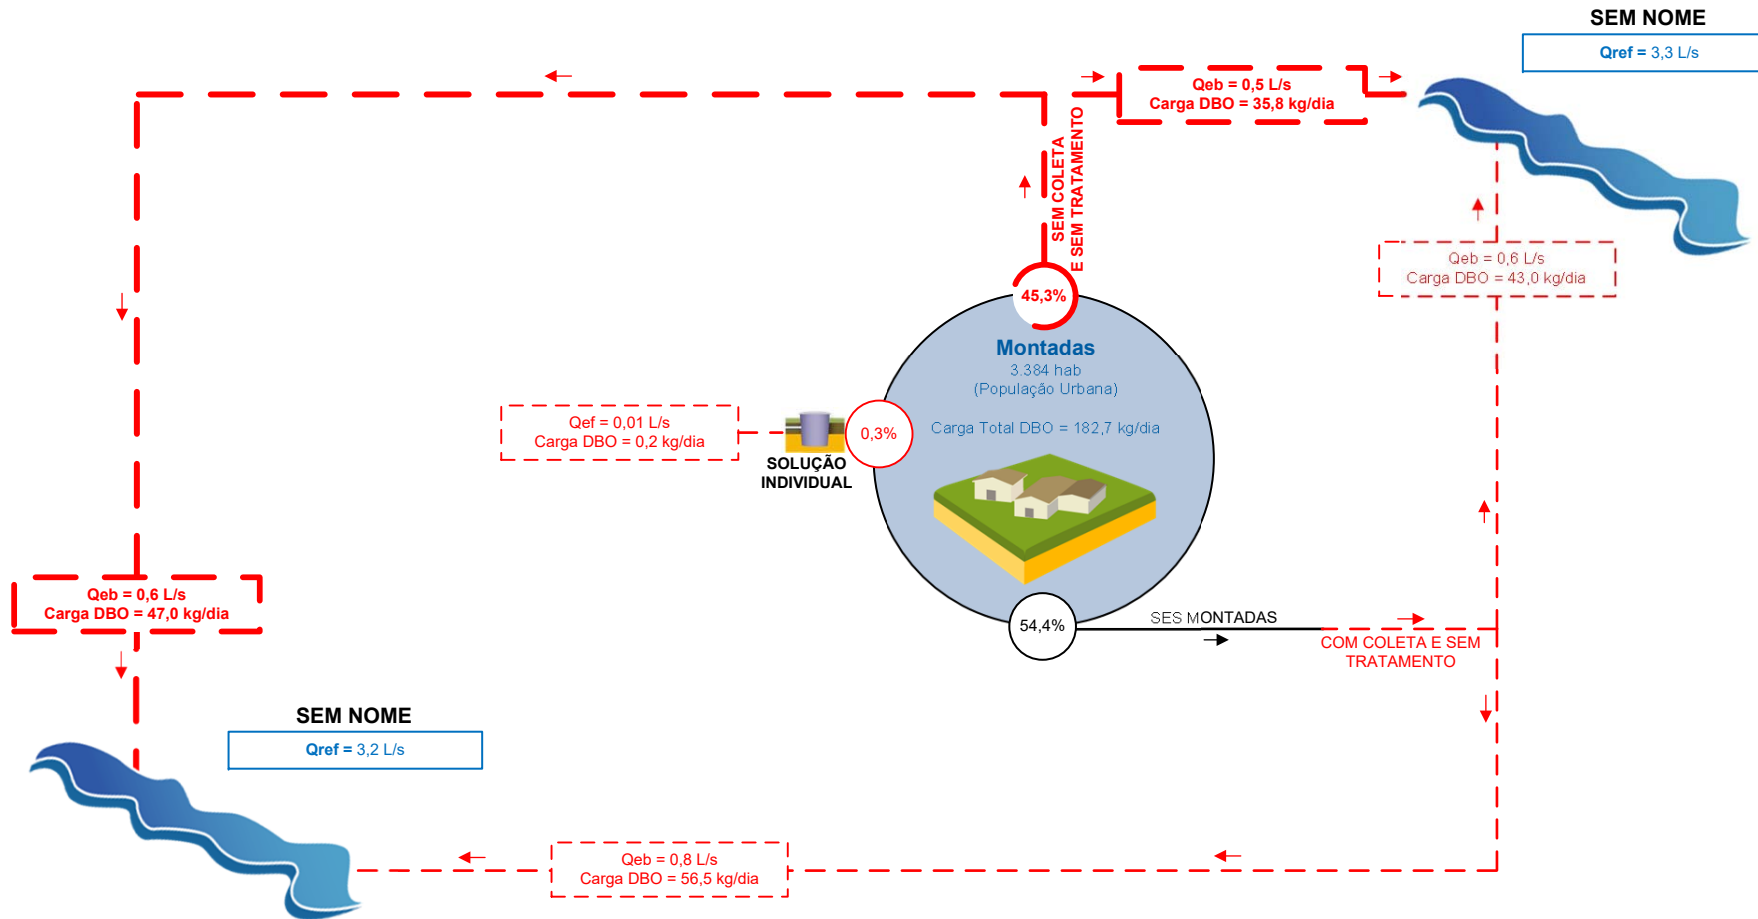 SEM NOME
Qref = 3,3 L/s
Qeb = 0,5 L/s
Carga DBO = 35,8 kg/dia
SEM COLETA
E SEM TRATAMENTO
Qeb = 0,6 L/s
Carga DBO = 43,0 kg/dia
45,3%
Montadas
3.384 hab
(População Urbana)
Carga Total DBO = 182,7 kg/dia
Qef = 0,01 L/s
Carga DBO = 0,2 kg/dia
0,3%
SOLUÇÃO
INDIVIDUAL
Qeb = 0,6 L/s
Carga DBO = 47,0 kg/dia
54,4%
SES MONTADAS
COM COLETA E SEM
TRATAMENTO
SEM NOME
Qref = 3,2 L/s
Qeb = 0,8 L/s
Carga DBO = 56,5 kg/dia